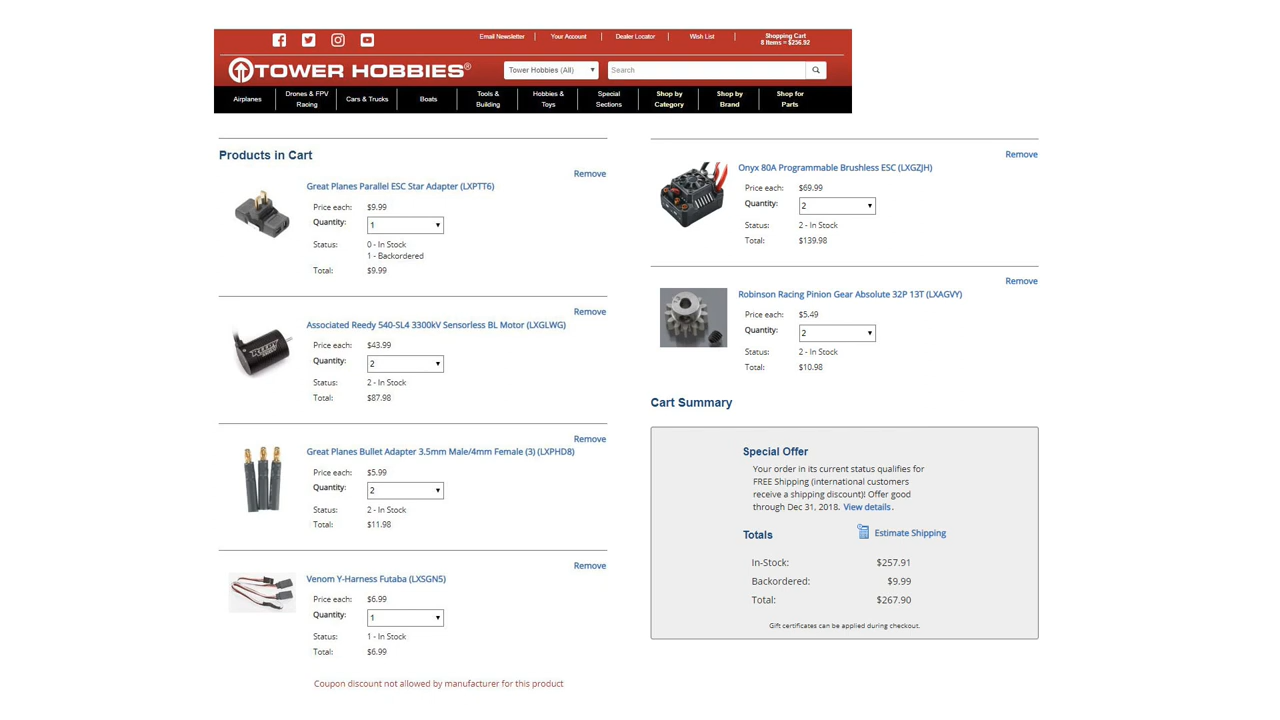 Email Newsletter
Your Account
Dealer Locator
Wish List
Shopping Cart
8 Items = $256.92
TOWER HOBBIES®
Tower Hobbies (All)
Search
Airplanes
Drones & FPV
Racing
Cars & Trucks
Boats
Tools &
Building
Hobbies &
Toys
Special
Sections
Shop by
Category
Shop by
Brand
Shop for
Parts
Products in Cart
Remove
Great Planes Parallel ESC Star Adapter (LXPTT6)
Price each: $9.99
Quantity: 1
Status: 0 - In Stock
1 - Backordered
Total: $9.99
Remove
Associated Reedy 540-SL4 3300kV Sensorless BL Motor (LXGLWG)
REEDY
Price each: $43.99
Quantity: 2
Status: 2 - In Stock
Total: $87.98
Remove
Great Planes Bullet Adapter 3.5mm Male/4mm Female (3) (LXPHD8)
Price each: $5.99
Quantity: 2
Status: 2 - In Stock
Total: $11.98
Remove
Venom Y-Harness Futaba (LXSGN5)
Price each: $6.99
Quantity: 1
Status: 1 - In Stock
Total: $6.99
Coupon discount not allowed by manufacturer for this product
Remove
Onyx 80A Programmable Brushless ESC (LXGZJH)
Price each: $69.99
Quantity: 2
Status: 2 - In Stock
Total: $139.98
Remove
Robinson Racing Pinion Gear Absolute 32P 13T (LXAGVY)
Price each: $5.49
Quantity: 2
Status: 2 - In Stock
Total: $10.98
Cart Summary
Special Offer
Your order in its current status qualifies for
FREE Shipping (international customers
receive a shipping discount)! Offer good
through Dec 31, 2018. View details.
Totals
Estimate Shipping
In-Stock: $257.91
Backordered: $9.99
Total: $267.90
Gift certificates can be applied during checkout.